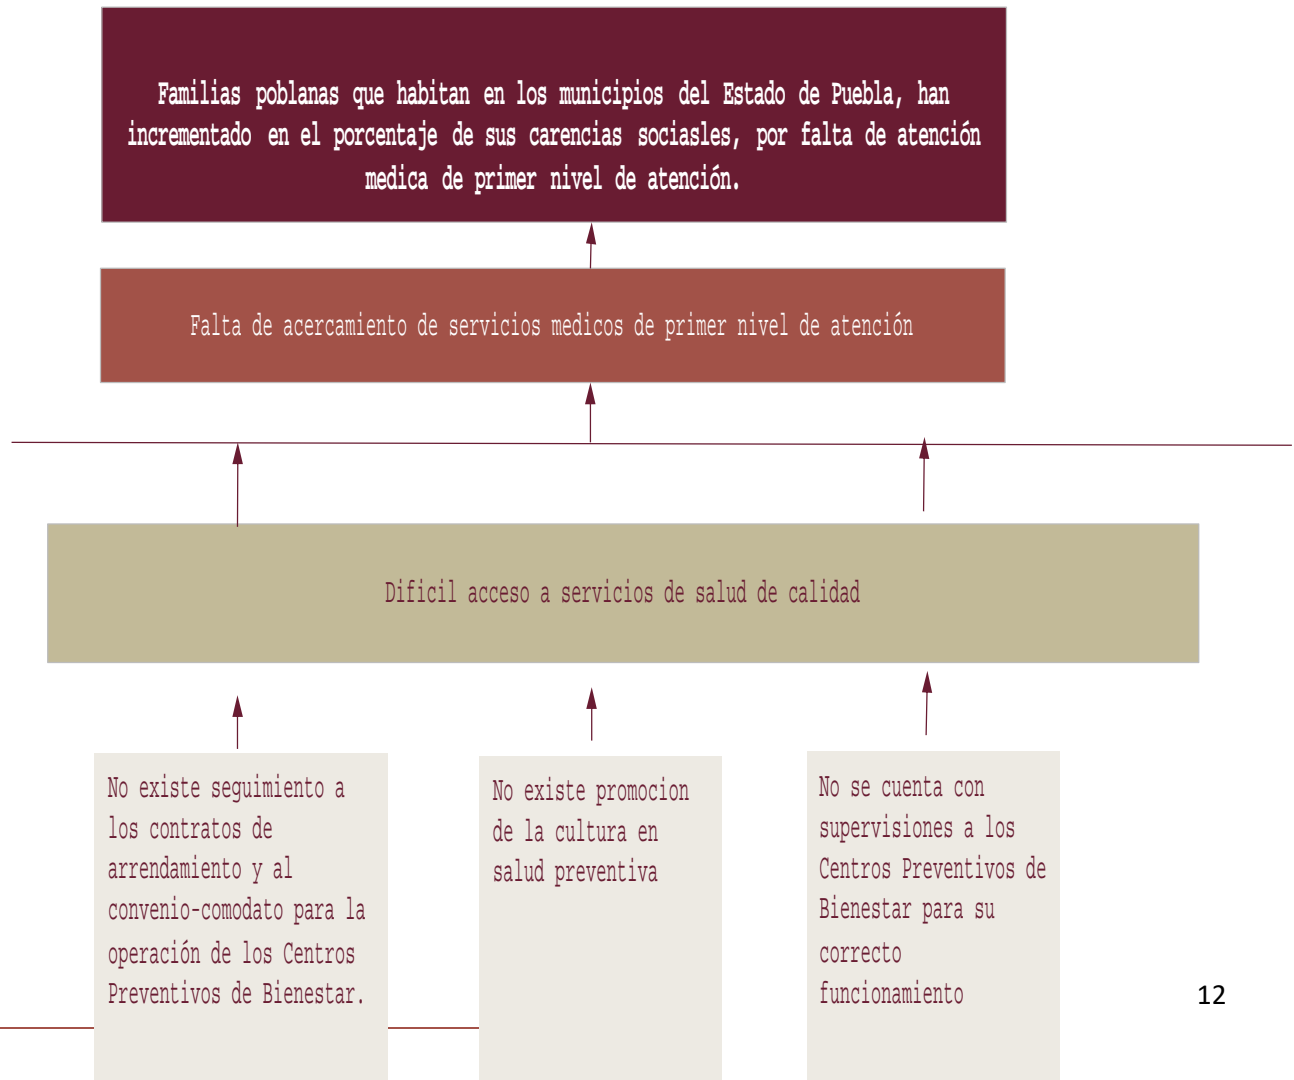 Familias poblanas que habitan en los municipios del Estado de Puebla, han
incrementado en el porcentaje de sus carencias sociasles, por falta de atención
medica de primer nivel de atención.
Falta de acercamiento de servicios medicos de primer nivel de atención
Dificil acceso a servicios de salud de calidad
No existe seguimiento a
los contratos de
arrendamiento y al
convenio-comodato para la
operación de los Centros
Preventivos de Bienestar.
No existe promocion
de la cultura en
salud preventiva
No se cuenta con
supervisiones a los
Centros Preventivos de
Bienestar para su
correcto
funcionamiento
12